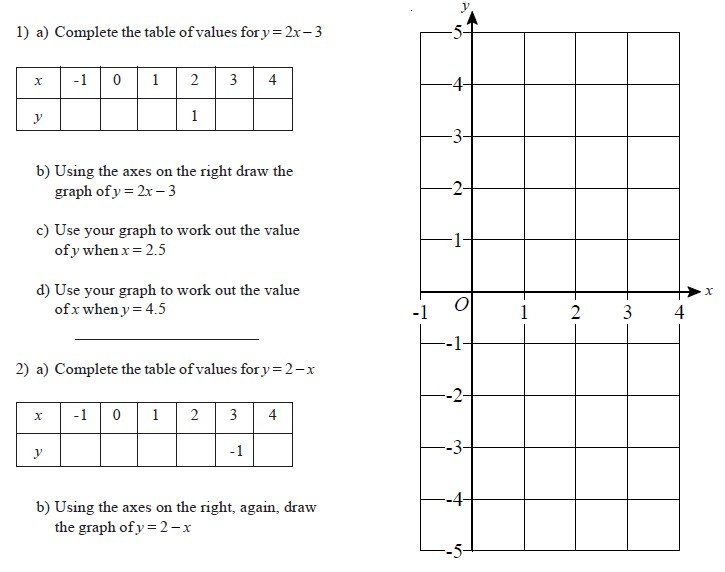 1) a) Complete the table of values for y = 2x – 3
x -1 0 1 2 3 4
y 1
b) Using the axes on the right draw the
graph of y = 2x – 3
c) Use your graph to work out the value
of y when x = 2.5
d) Use your graph to work out the value
of x when y = 4.5
2) a) Complete the table of values for y = 2 – x
x -1 0 1 2 3 4
y -1
b) Using the axes on the right, again, draw
the graph of y = 2 – x
y
5
4
3
2
1
x
O
-1 1 2 3 4
-1
-2
-3
-4
-5